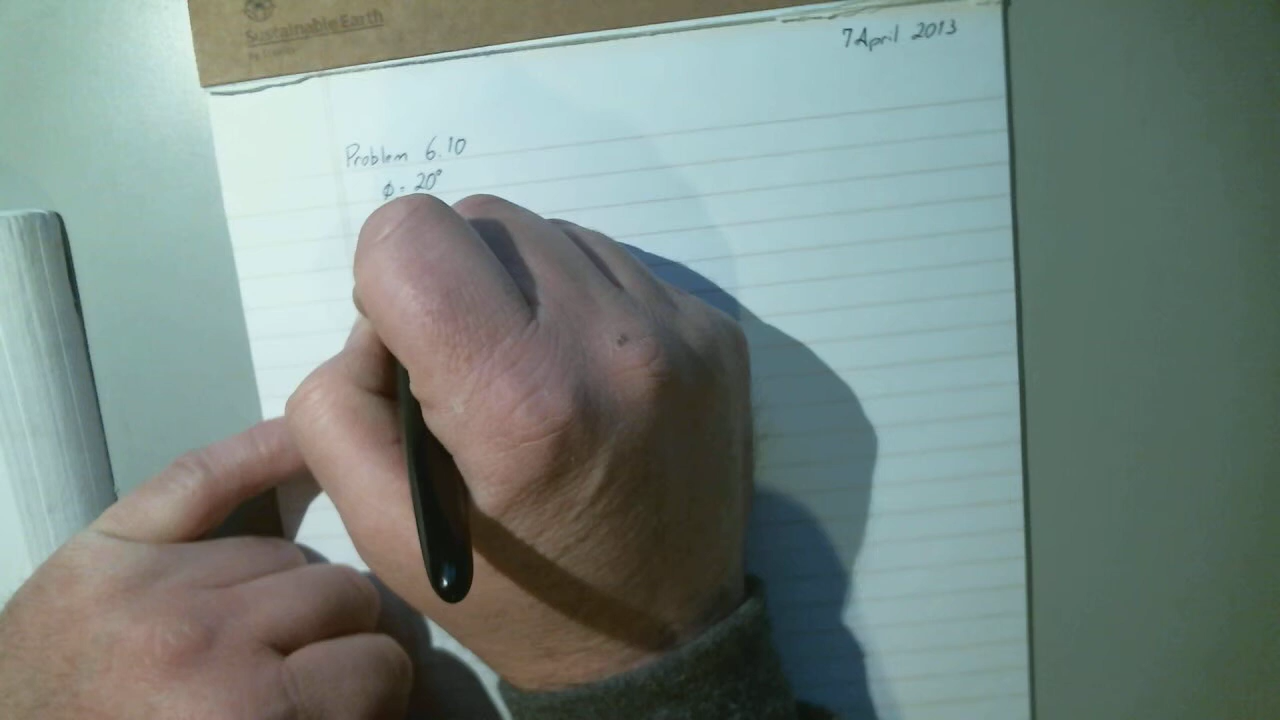 Sustainable Earth
7 April 2013
Problem 6.10
φ = 20°